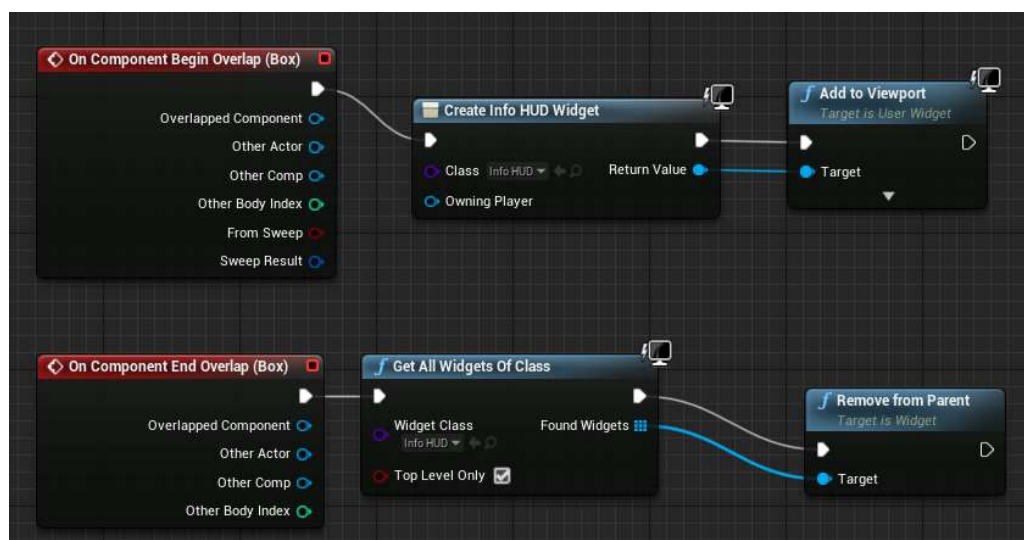 On Component Begin Overlap (Box)
Overlapped Component
Other Actor
Other Comp
Other Body Index
From Sweep
Sweep Result
Create Info HUD Widget
Class Info HUD
Return Value
Owning Player
f Add to Viewport
Target is User Widget
Target
On Component End Overlap (Box)
Overlapped Component
Other Actor
Other Comp
Other Body Index
f Get All Widgets Of Class
Widget Class
Info HUD
Found Widgets
Top Level Only
f Remove from Parent
Target is Widget
Target